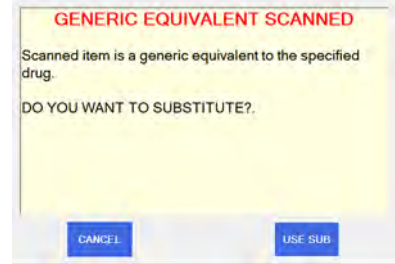 GENERIC EQUIVALENT SCANNED
Scanned item is a generic equivalent to the specified
drug.
DO YOU WANT TO SUBSTITUTE?.
CANCEL
USE SUB